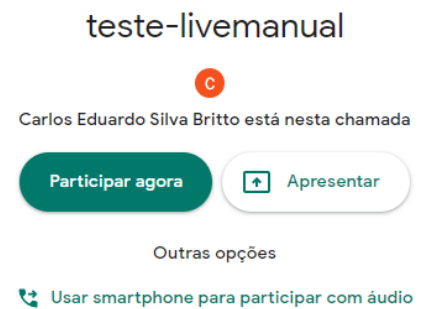 teste-livemanual
C
Carlos Eduardo Silva Britto está nesta chamada
Participar agora
Apresentar
Outras opções
Usar smartphone para participar com áudio